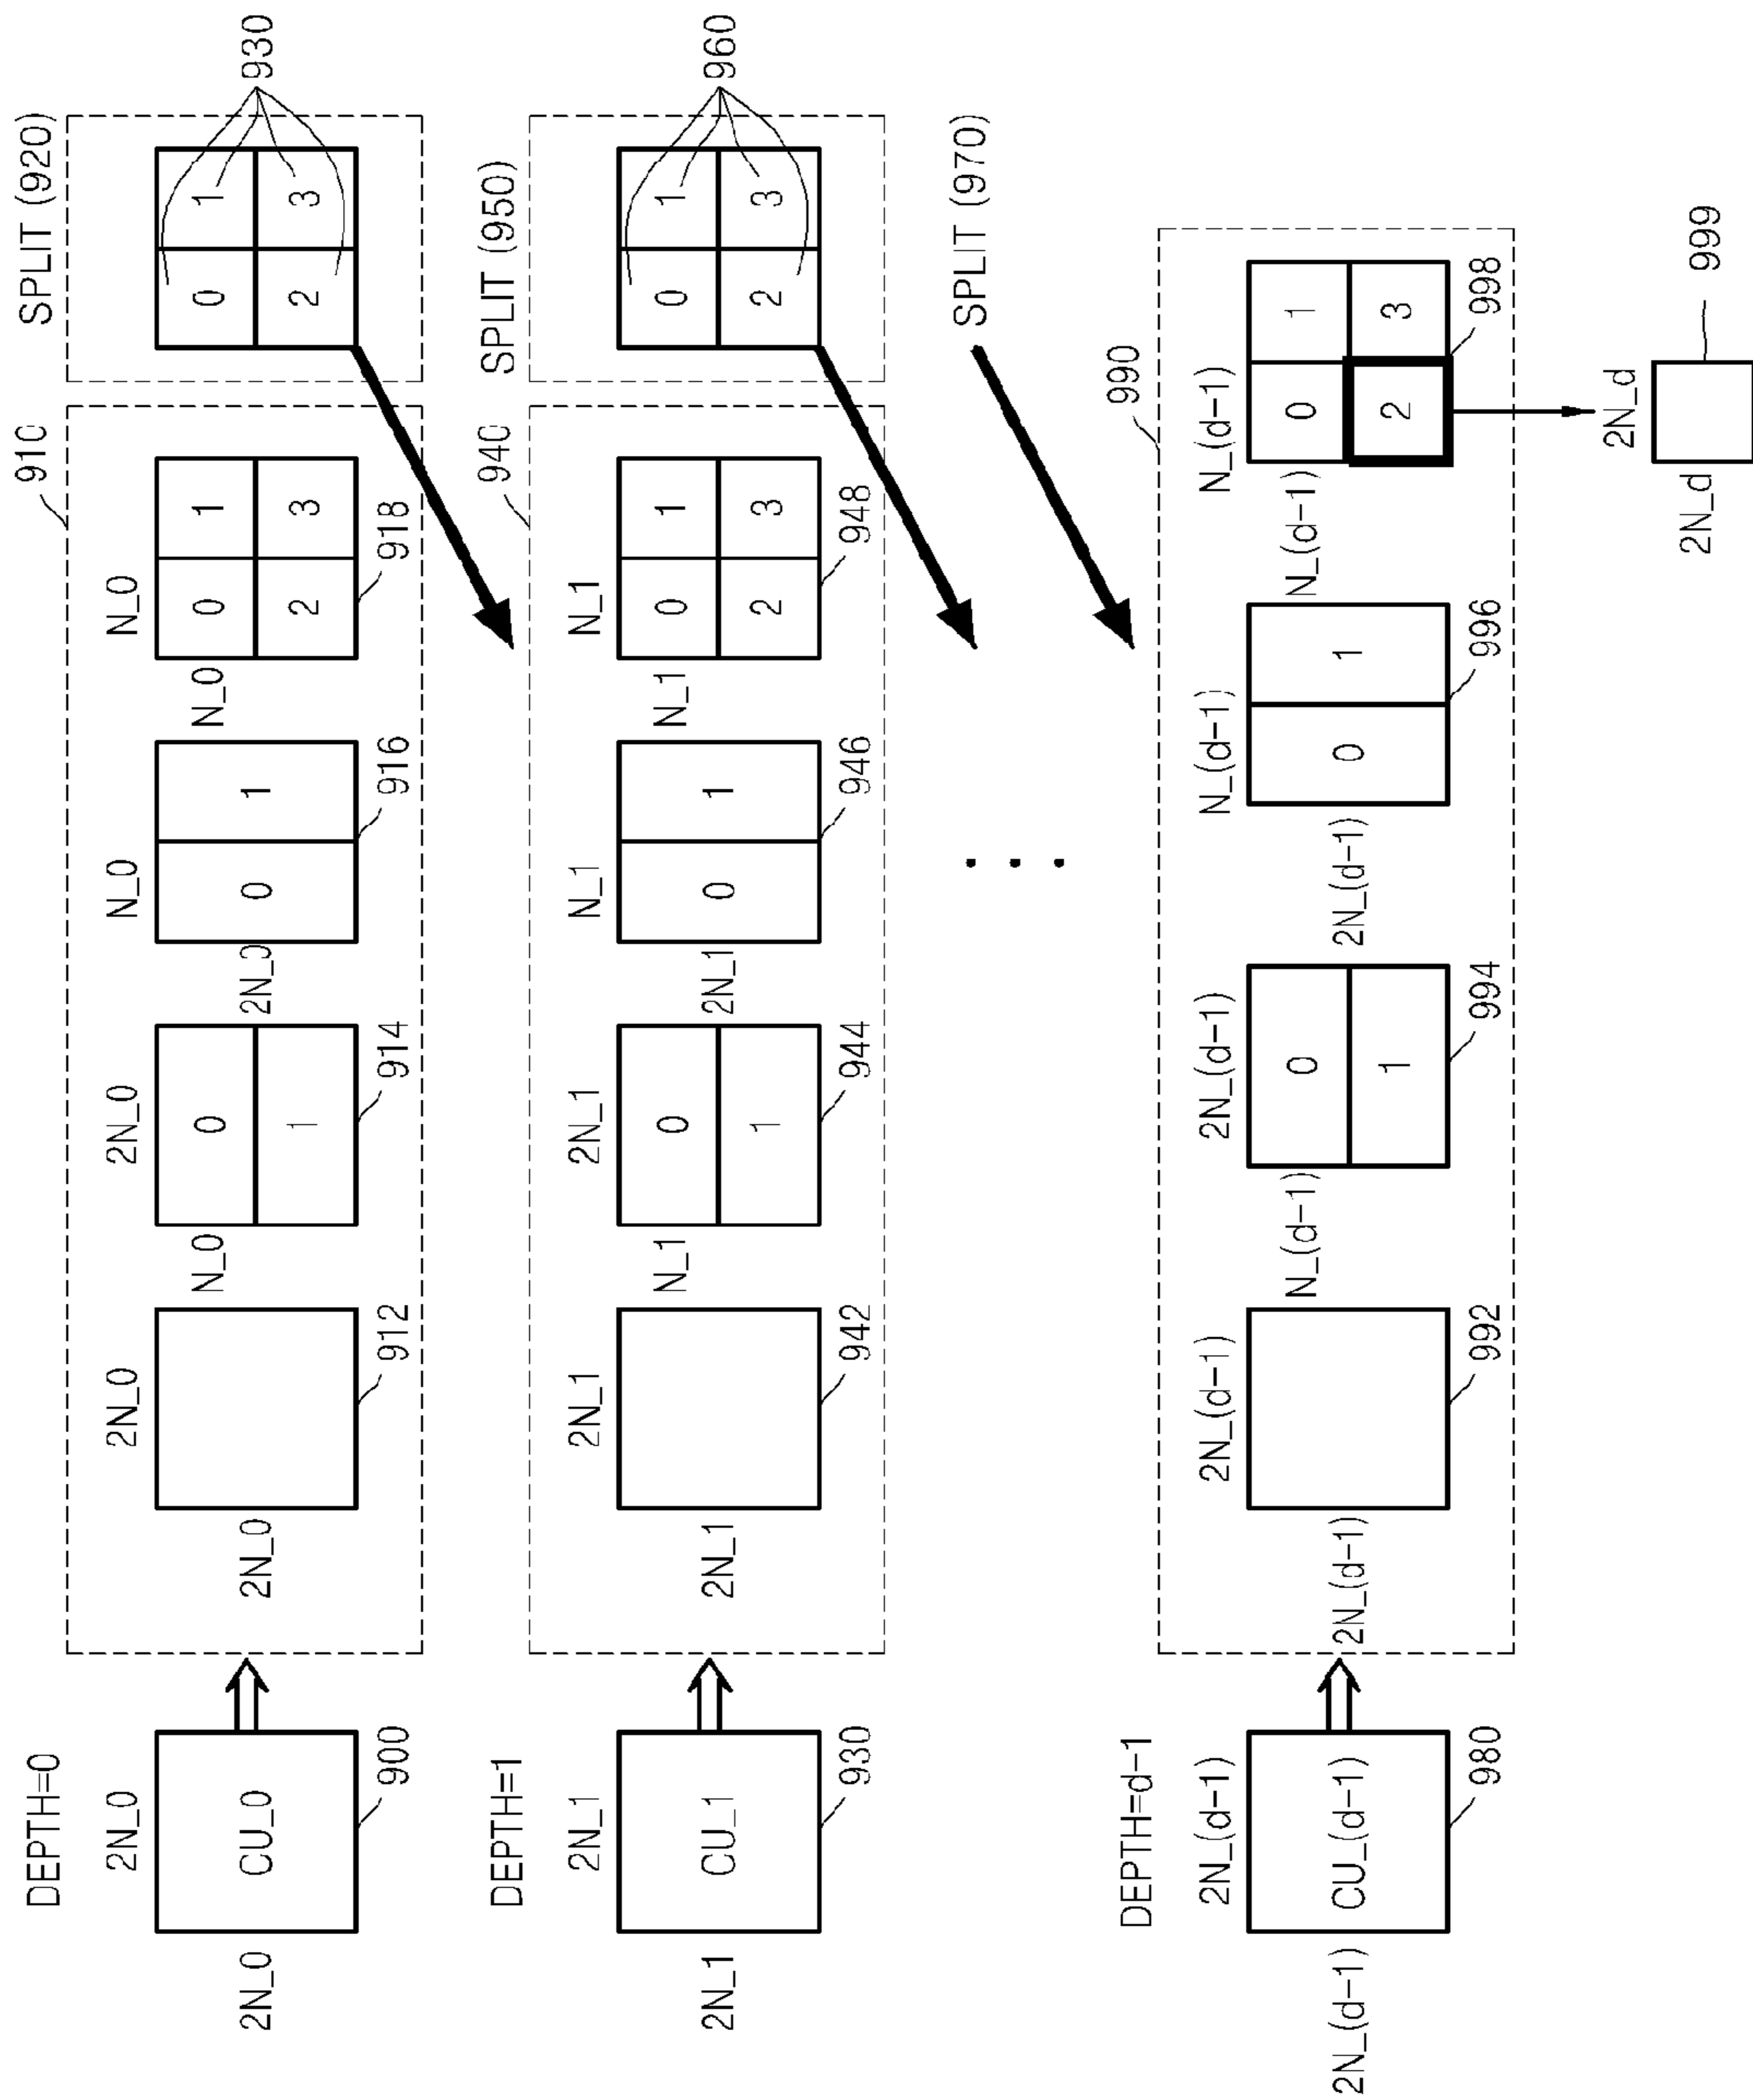 DEPTH=0
2N_0
2N_0
CU_0
900
910
2N_0
2N_0
912
2N_0
N_0
0
1
914
N_0
2N_0
0
1
916
N_0
N_0
0
1
2
3
918
SPLIT (920)
0
1
2
3
930
DEPTH=1
2N_1
2N_1
CU_1
930
940
2N_1
2N_1
942
2N_1
N_1
0
1
944
N_1
2N_1
0
1
946
N_1
N_1
0
1
2
3
948
SPLIT (950)
0
1
2
3
960
SPLIT (970)
DEPTH=d-1
2N_(d-1)
2N_(d-1)
CU_(d-1)
980
990
2N_(d-1)
2N_(d-1)
992
2N_(d-1)
N_(d-1)
0
1
994
N_(d-1)
2N_(d-1)
0
1
996
N_(d-1)
N_(d-1)
0
1
2
3
998
2N_d
2N_d
999